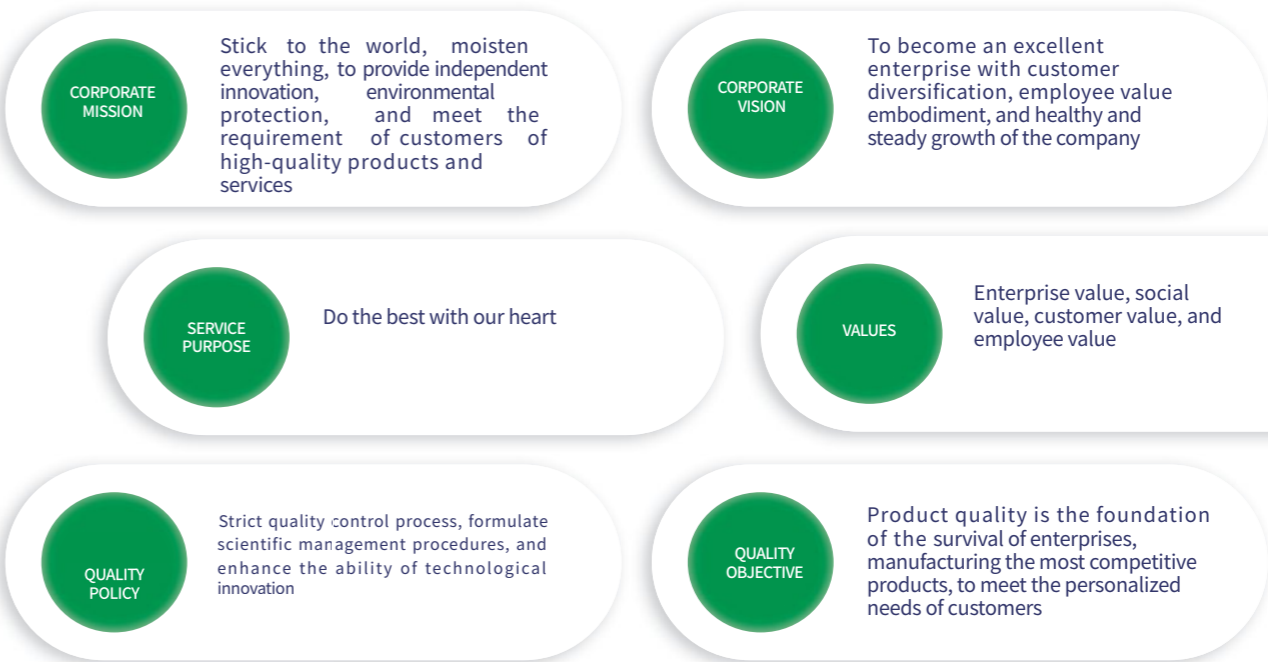 CORPORATE
MISSION
Stick to the world, moisten
everything, to provide independent
innovation, environmental
protection, and meet the
requirement of customers of
high-quality products and
services
CORPORATE
VISION
To become an excellent
enterprise with customer
diversification, employee value
embodiment, and healthy and
steady growth of the company
SERVICE
PURPOSE
Do the best with our heart
VALUES
Enterprise value, social
value, customer value, and
employee value
QUALITY
POLICY
Strict quality control process, formulate
scientific management procedures, and
enhance the ability of technological
innovation
QUALITY
OBJECTIVE
Product quality is the foundation
of the survival of enterprises,
manufacturing the most competitive
products, to meet the personalized
needs of customers